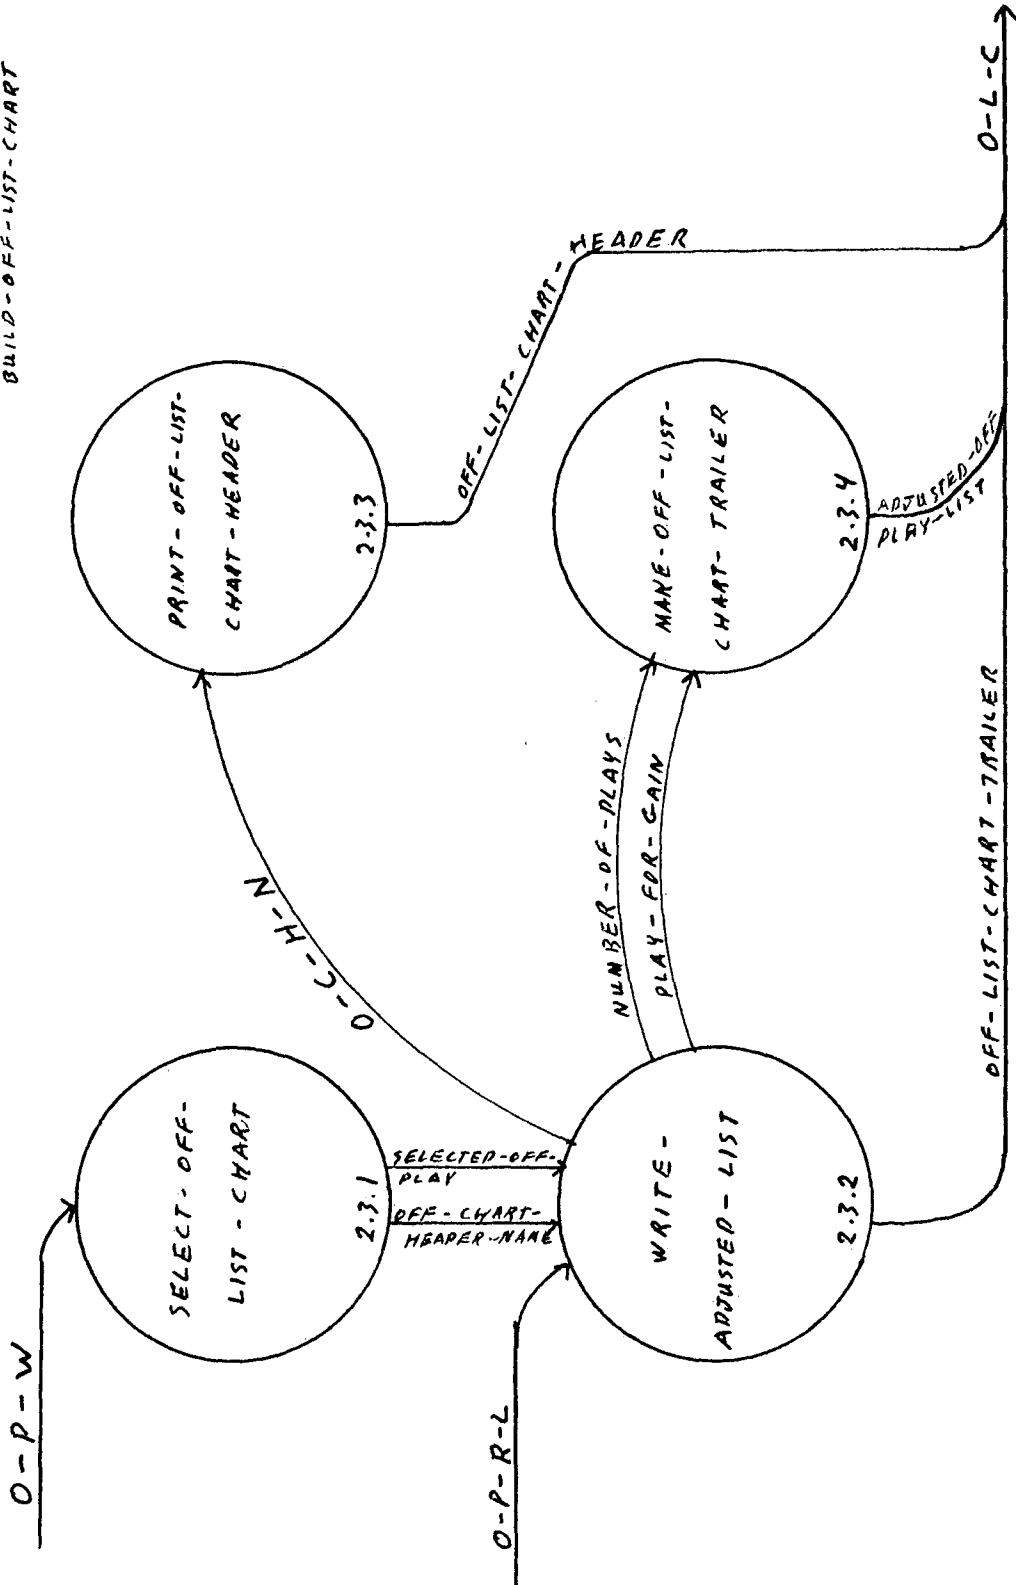 BUILD-OFF-LIST-CHART
O-P-W
SELECT-OFF-
LIST-CHART
2.3.1
SELECTED-OFF-
PLAY
OFF-CHART-
HEADER-NAME
O-P-R-L
WRITE-
ADJUSTED-LIST
2.3.2
O-C-H-N
PRINT-OFF-LIST-
CHART-HEADER
2.3.3
OFF-LIST-CHART-HEADER
NUMBER-OF-PLAYS
PLAY-FOR-GAIN
MAKE-OFF-LIST-
CHART-TRAILER
2.3.4
ADJUSTED-OFF
PLAY-LIST
OFF-LIST-CHART-TRAILER
O-L-C